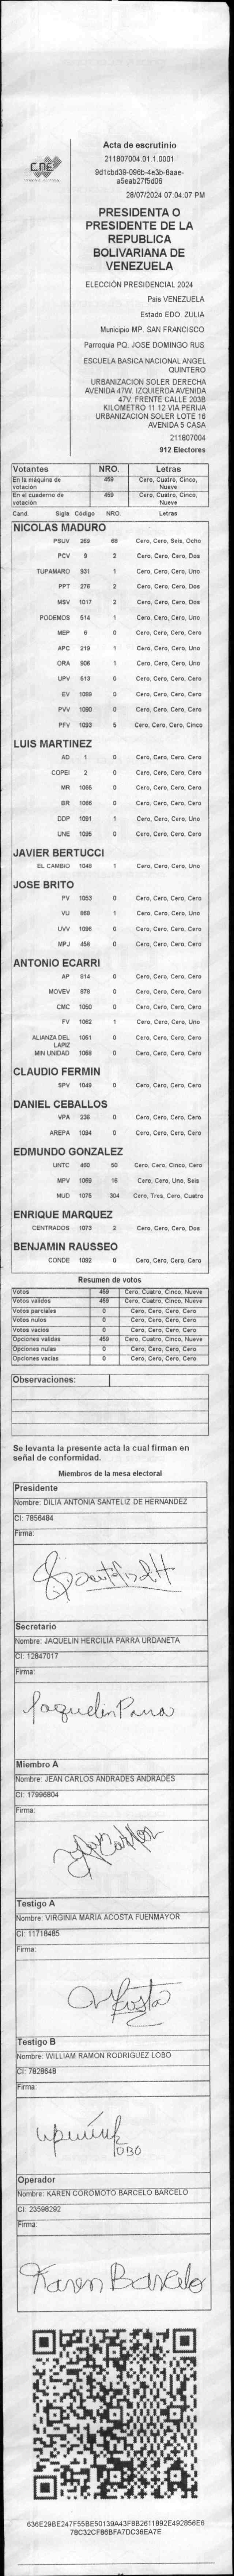 CNE
Acta de escrutinio
211807004.01.1.0001
9d1cbd39-096b-4e3b-8aae-
a5eab27f5d06
28/07/2024 07:04:07 PM
PRESIDENTA O
PRESIDENTE DE LA
REPUBLICA
BOLIVARIANA DE
VENEZUELA
ELECCIÓN PRESIDENCIAL 2024
País VENEZUELA
Estado EDO. ZULIA
Municipio MP. SAN FRANCISCO
Parroquia PQ. JOSE DOMINGO RUS
ESCUELA BASICA NACIONAL ANGEL
QUINTERO
URBANIZACION SOLER DERECHA
AVENIDA 47W. IZQUIERDA AVENIDA
47V. FRENTE CALLE 203B
KILOMETRO 11 12 VIA PERIJA
URBANIZACION SOLER LOTE 16
AVENIDA 5 CASA
211807004
912 Electores
Votantes NRO. Letras
En la máquina de votación 459 Cero, Cuatro, Cinco, Nueve
En el cuaderno de votación 459 Cero, Cuatro, Cinco, Nueve
Cand. Sigla Código NRO. Letras
NICOLAS MADURO
PSUV 269 68 Cero, Cero, Seis, Ocho
PCV 9 2 Cero, Cero, Cero, Dos
TUPAMARO 931 1 Cero, Cero, Cero, Uno
PPT 276 2 Cero, Cero, Cero, Dos
MSV 1017 2 Cero, Cero, Cero, Dos
PODEMOS 514 1 Cero, Cero, Cero, Uno
MEP 6 0 Cero, Cero, Cero, Cero
APC 219 1 Cero, Cero, Cero, Uno
ORA 906 1 Cero, Cero, Cero, Uno
UPV 613 0 Cero, Cero, Cero, Cero
EV 1089 0 Cero, Cero, Cero, Cero
PVV 1090 0 Cero, Cero, Cero, Cero
PFV 1093 5 Cero, Cero, Cero, Cinco
LUIS MARTINEZ
AD 1 0 Cero, Cero, Cero, Cero
COPEI 2 0 Cero, Cero, Cero, Cero
MR 1065 0 Cero, Cero, Cero, Cero
BR 1066 0 Cero, Cero, Cero, Cero
DDP 1091 1 Cero, Cero, Cero, Uno
UNE 1095 0 Cero, Cero, Cero, Cero
JAVIER BERTUCCI
EL CAMBIO 1048 1 Cero, Cero, Cero, Uno
JOSE BRITO
PV 1053 0 Cero, Cero, Cero, Cero
VU 868 1 Cero, Cero, Cero, Uno
UVV 1096 0 Cero, Cero, Cero, Cero
MPJ 458 0 Cero, Cero, Cero, Cero
ANTONIO ECARRI
AP 914 0 Cero, Cero, Cero, Cero
MOVEV 878 0 Cero, Cero, Cero, Cero
CMC 1050 0 Cero, Cero, Cero, Cero
FV 1062 1 Cero, Cero, Cero, Uno
ALIANZA DEL LAPIZ 1051 0 Cero, Cero, Cero, Cero
MIN UNIDAD 1068 0 Cero, Cero, Cero, Cero
CLAUDIO FERMIN
SPV 1049 0 Cero, Cero, Cero, Cero
DANIEL CEBALLOS
VPA 236 0 Cero, Cero, Cero, Cero
AREPA 1094 0 Cero, Cero, Cero, Cero
EDMUNDO GONZALEZ
UNTC 480 50 Cero, Cero, Cinco, Cero
MPV 1069 16 Cero, Cero, Uno, Seis
MUD 1075 304 Cero, Tres, Cero, Cuatro
ENRIQUE MARQUEZ
CENTRADOS 1073 2 Cero, Cero, Cero, Dos
BENJAMIN RAUSSEO
CONDE 1092 0 Cero, Cero, Cero, Cero
Resumen de votos
Votos 459 Cero, Cuatro, Cinco, Nueve
Votos validos 459 Cero, Cuatro, Cinco, Nueve
Votos parciales 0 Cero, Cero, Cero, Cero
Votos nulos 0 Cero, Cero, Cero, Cero
Votos vacios 0 Cero, Cero, Cero, Cero
Opciones validas 459 Cero, Cuatro, Cinco, Nueve
Opciones nulas 0 Cero, Cero, Cero, Cero
Opciones vacias 0 Cero, Cero, Cero, Cero
Observaciones:
Se levanta la presente acta la cual firman en
señal de conformidad.
Miembros de la mesa electoral
Presidente
Nombre: DILIA ANTONIA SANTELIZ DE HERNANDEZ
CI: 7856484
Firma:
Secretario
Nombre: JAQUELIN HERCILIA PARRA URDANETA
CI: 12847017
Firma:
Jaquelin Parra
Miembro A
Nombre: JEAN CARLOS ANDRADES ANDRADES
CI: 17996804
Firma:
Testigo A
Nombre: VIRGINIA MARIA ACOSTA FUENMAYOR
CI: 11718485
Firma:
Testigo B
Nombre: WILLIAM RAMON RODRIGUEZ LOBO
CI: 7828648
Firma:
LOBO
Operador
Nombre: KAREN COROMOTO BARCELO BARCELO
CI: 23598292
Firma:
Karen Barcelo
636E29BE247F55BE50139A43FBB2611892E492856E6
78C32CF86BFA7DC36EA7E